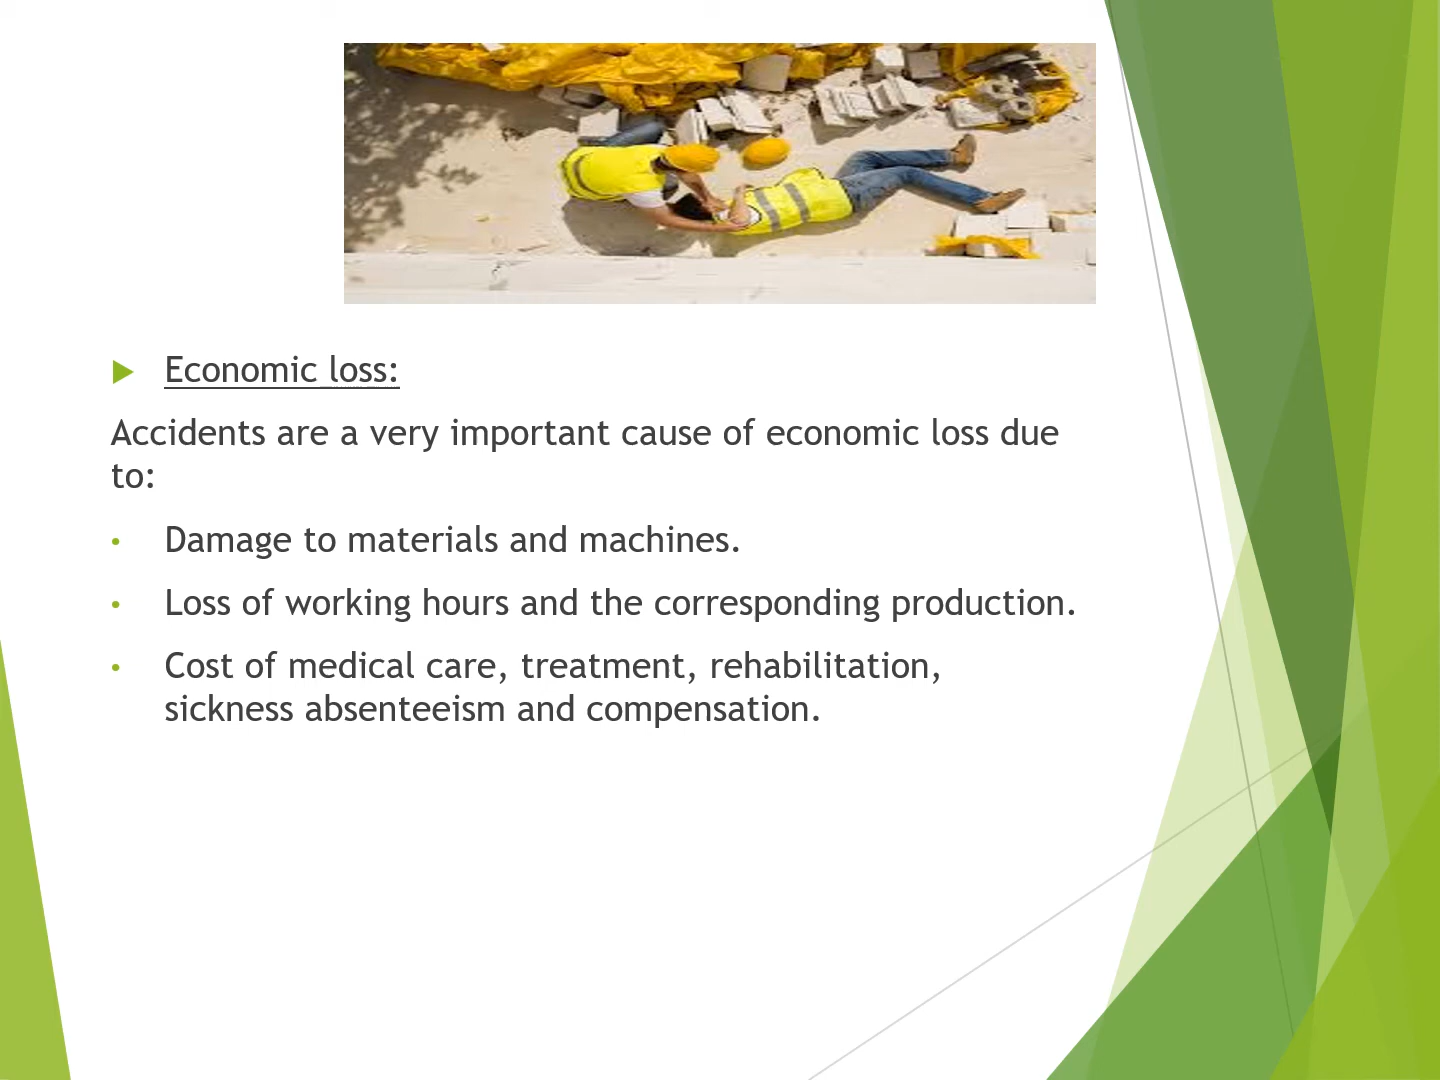 Economic loss:
Accidents are a very important cause of economic loss due
to:
• Damage to materials and machines.
• Loss of working hours and the corresponding production.
• Cost of medical care, treatment, rehabilitation,
sickness absenteeism and compensation.